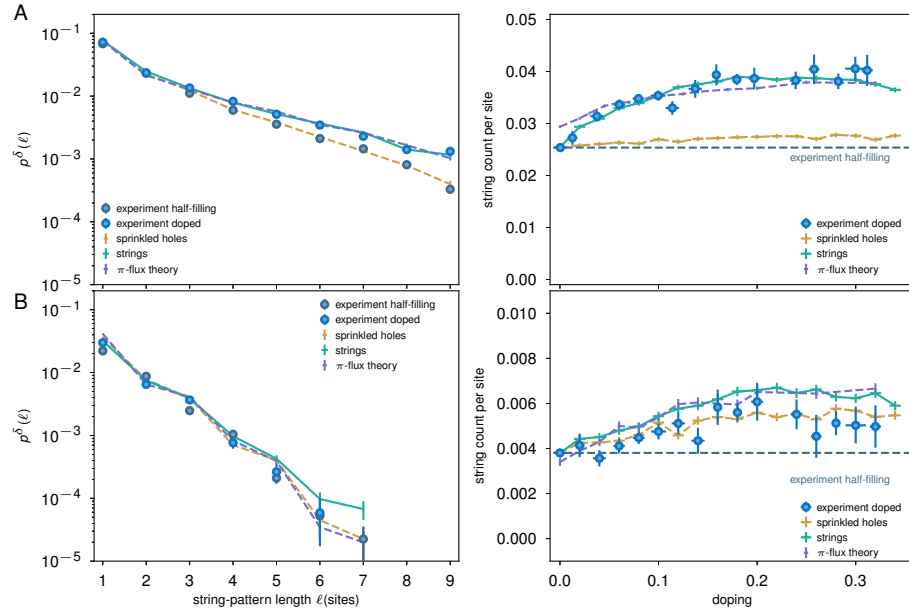 A
10⁻¹
10⁻²
10⁻³
10⁻⁴
10⁻⁵
p^δ(ℓ)
experiment half-filling
experiment doped
sprinkled holes
strings
π-flux theory
0.05
0.04
0.03
0.02
0.01
0.00
string count per site
experiment half-filling
experiment doped
sprinkled holes
strings
π-flux theory
B
10⁻¹
10⁻²
10⁻³
10⁻⁴
10⁻⁵
p^δ(ℓ)
experiment half-filling
experiment doped
sprinkled holes
strings
π-flux theory
1 2 3 4 5 6 7 8 9
string-pattern length ℓ(sites)
0.010
0.008
0.006
0.004
0.002
0.000
string count per site
experiment half-filling
experiment doped
sprinkled holes
strings
π-flux theory
0.0 0.1 0.2 0.3
doping